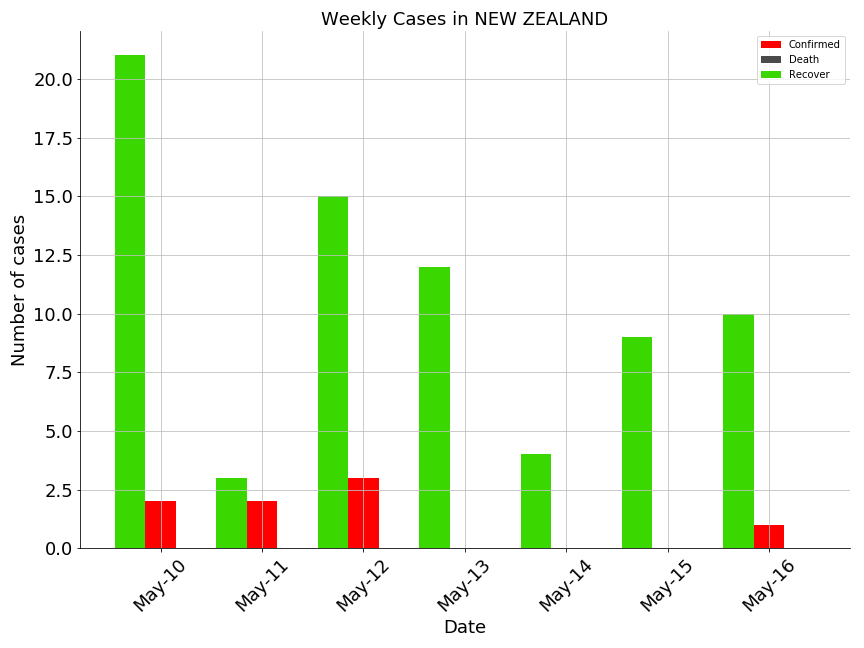 Weekly Cases in NEW ZEALAND
Confirmed
Death
Recover
Number of cases
20.0
17.5
15.0
12.5
10.0
7.5
5.0
2.5
0.0
May-10
May-11
May-12
May-13
May-14
May-15
May-16
Date